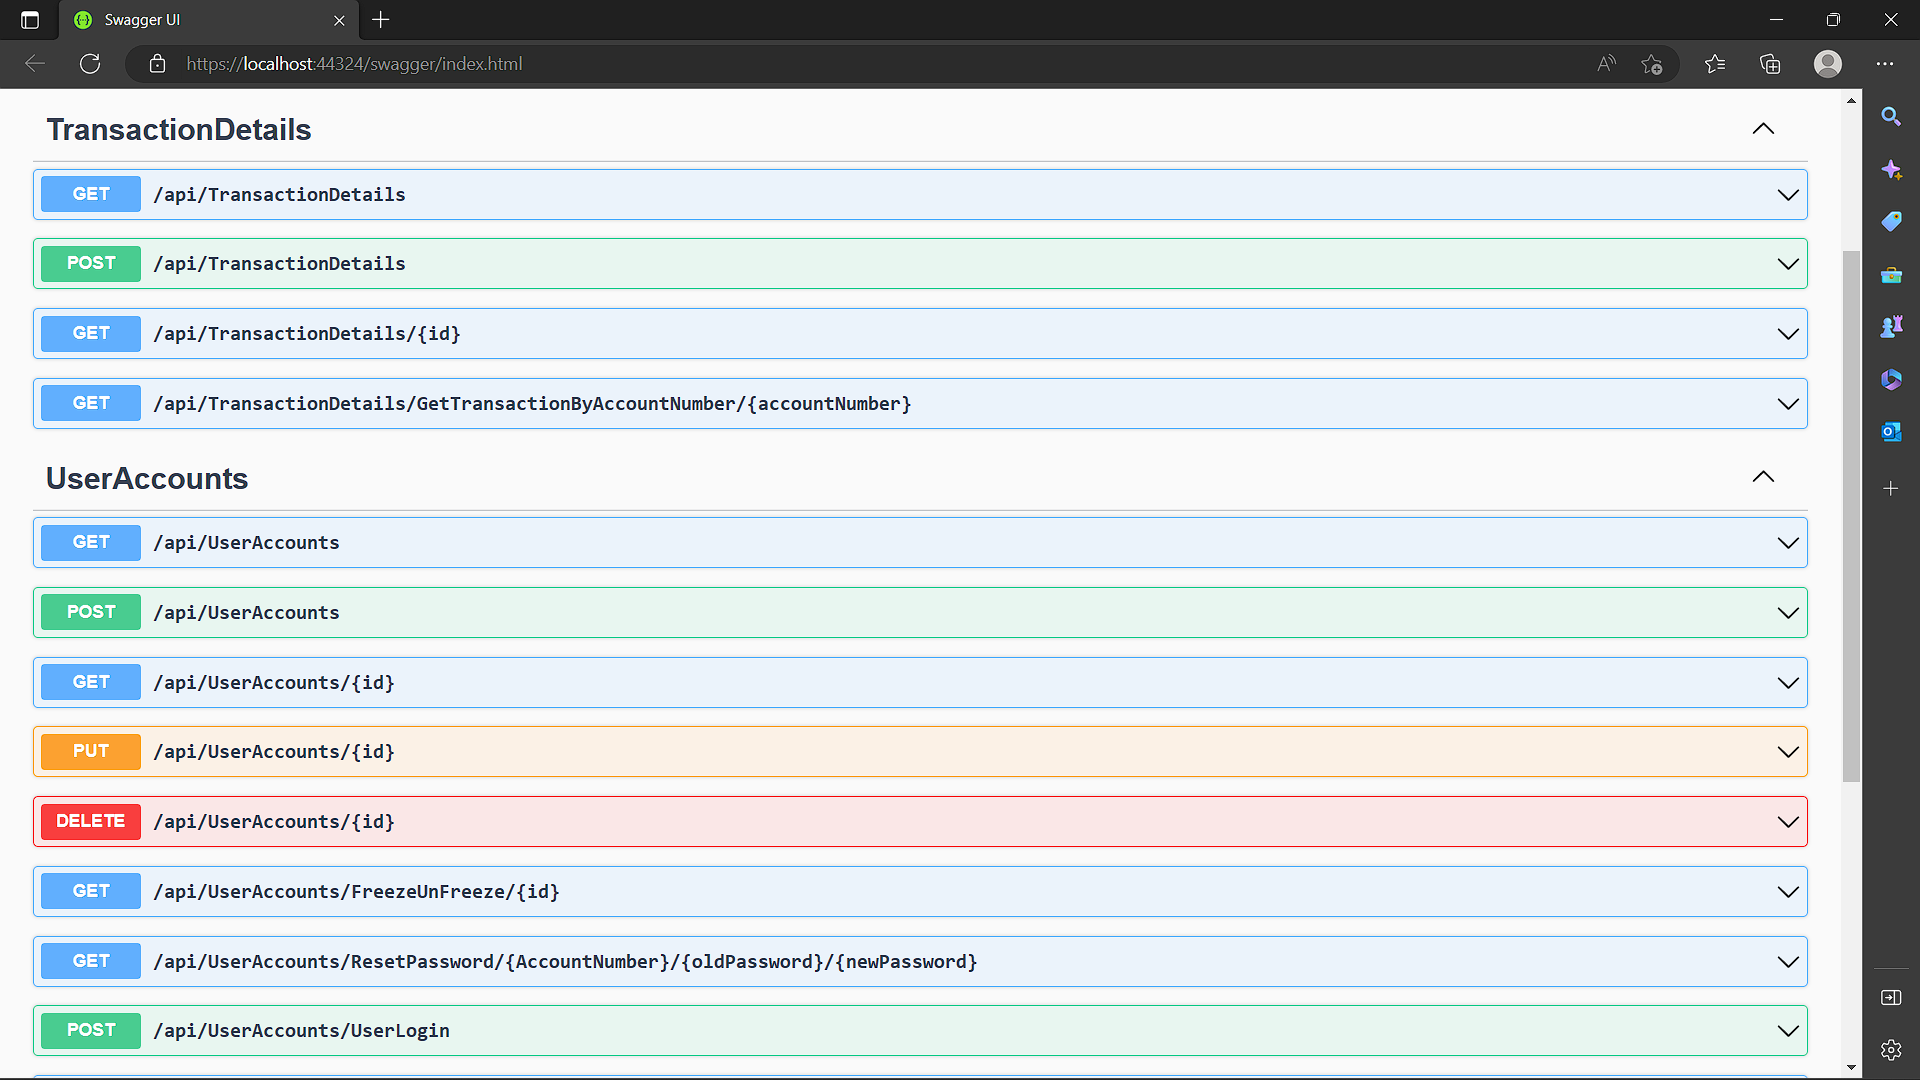 Swagger UI
https://localhost:44324/swagger/index.html
TransactionDetails
GET /api/TransactionDetails
POST /api/TransactionDetails
GET /api/TransactionDetails/{id}
GET /api/TransactionDetails/GetTransactionByAccountNumber/{accountNumber}
UserAccounts
GET /api/UserAccounts
POST /api/UserAccounts
GET /api/UserAccounts/{id}
PUT /api/UserAccounts/{id}
DELETE /api/UserAccounts/{id}
GET /api/UserAccounts/FreezeUnFreeze/{id}
GET /api/UserAccounts/ResetPassword/{AccountNumber}/{oldPassword}/{newPassword}
POST /api/UserAccounts/UserLogin